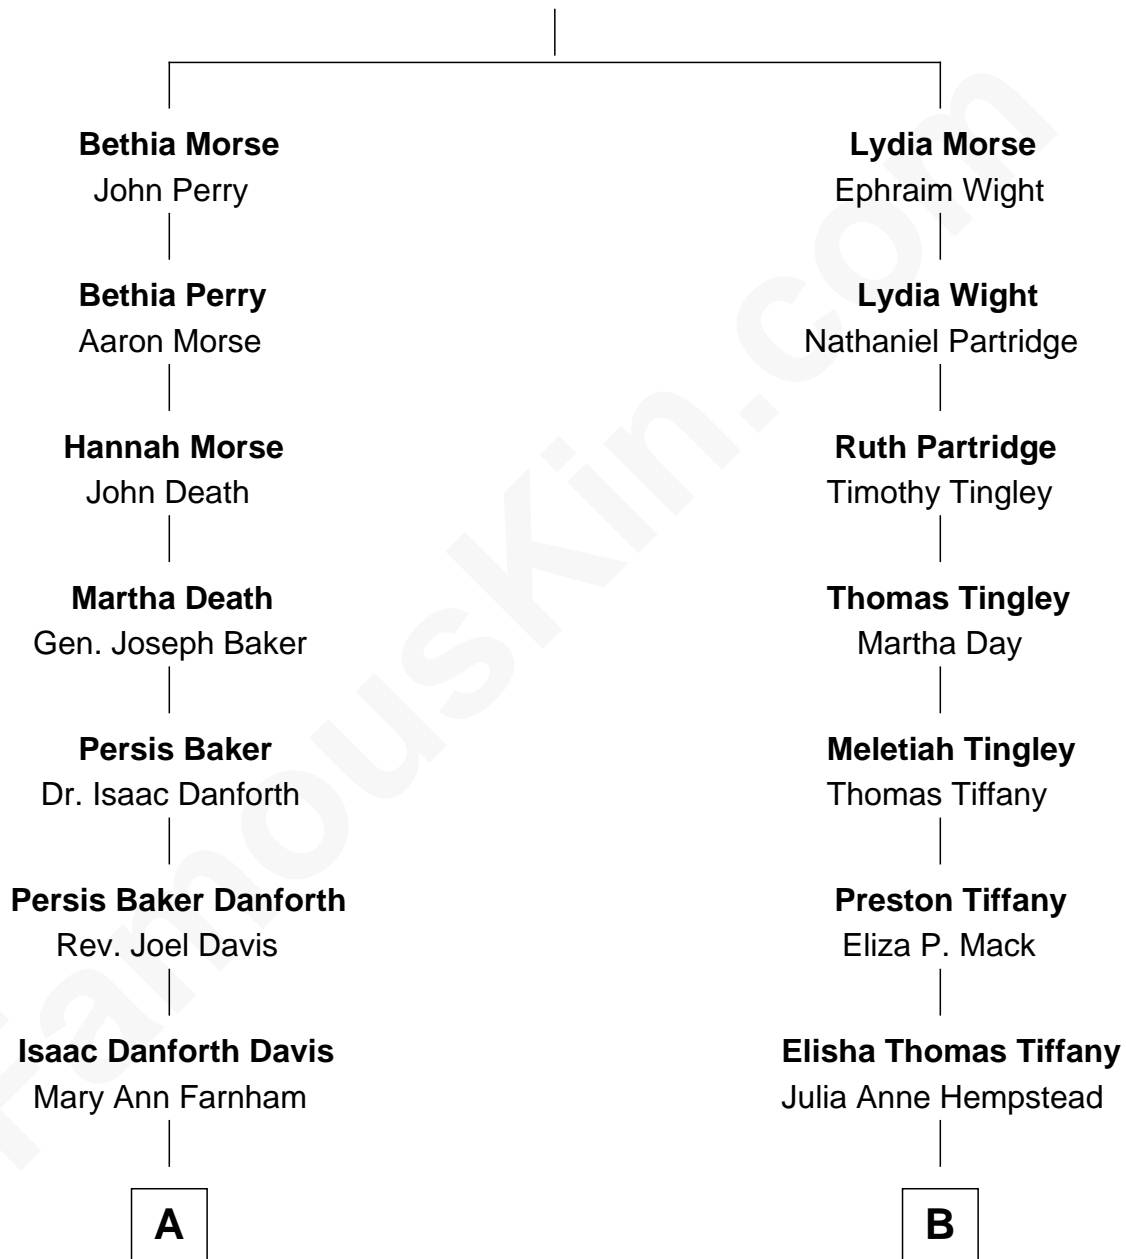 Bethia Morse
John Perry
Lydia Morse
Ephraim Wight
Bethia Perry
Aaron Morse
Lydia Wight
Nathaniel Partridge
Hannah Morse
John Death
Ruth Partridge
Timothy Tingley
Martha Death
Gen. Joseph Baker
Thomas Tingley
Martha Day
Persis Baker
Dr. Isaac Danforth
Meletiah Tingley
Thomas Tiffany
Persis Baker Danforth
Rev. Joel Davis
Preston Tiffany
Eliza P. Mack
Isaac Danforth Davis
Mary Ann Farnham
Elisha Thomas Tiffany
Julia Anne Hempstead
A
B
FamousKin.com